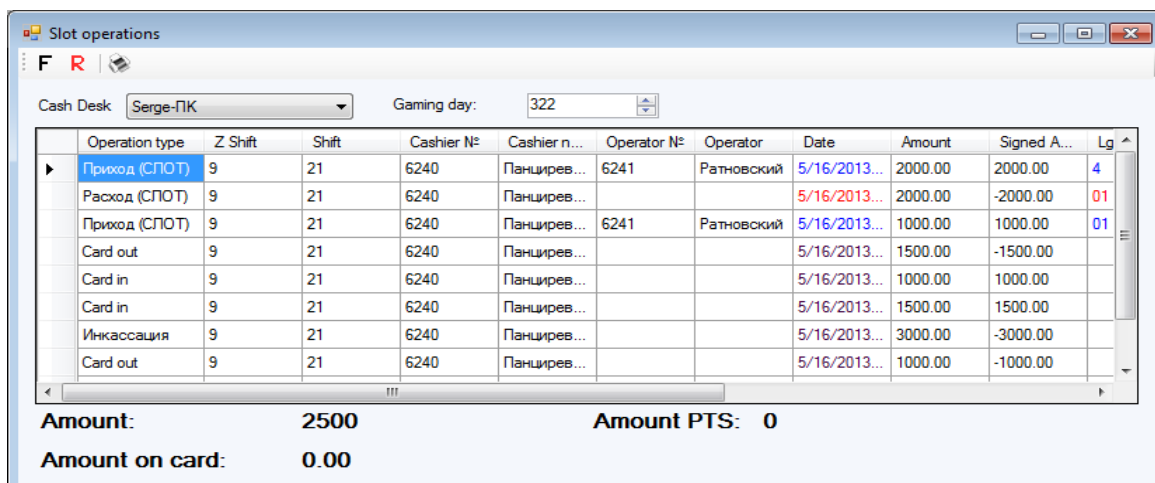 Slot operations
F R
Cash Desk Serge-ПК Gaming day: 322
Operation type Z Shift Shift Cashier № Cashier n... Operator № Operator Date Amount Signed A... Lg
Приход (СЛОТ) 9 21 6240 Панцирев... 6241 Ратновский 5/16/2013... 2000.00 2000.00 4
Расход (СЛОТ) 9 21 6240 Панцирев... 5/16/2013... 2000.00 -2000.00 01
Приход (СЛОТ) 9 21 6240 Панцирев... 6241 Ратновский 5/16/2013... 1000.00 1000.00 01
Card out 9 21 6240 Панцирев... 5/16/2013... 1500.00 -1500.00
Card in 9 21 6240 Панцирев... 5/16/2013... 1000.00 1000.00
Card in 9 21 6240 Панцирев... 5/16/2013... 1500.00 1500.00
Инкассация 9 21 6240 Панцирев... 5/16/2013... 3000.00 -3000.00
Card out 9 21 6240 Панцирев... 5/16/2013... 1000.00 -1000.00
Amount: 2500 Amount PTS: 0
Amount on card: 0.00